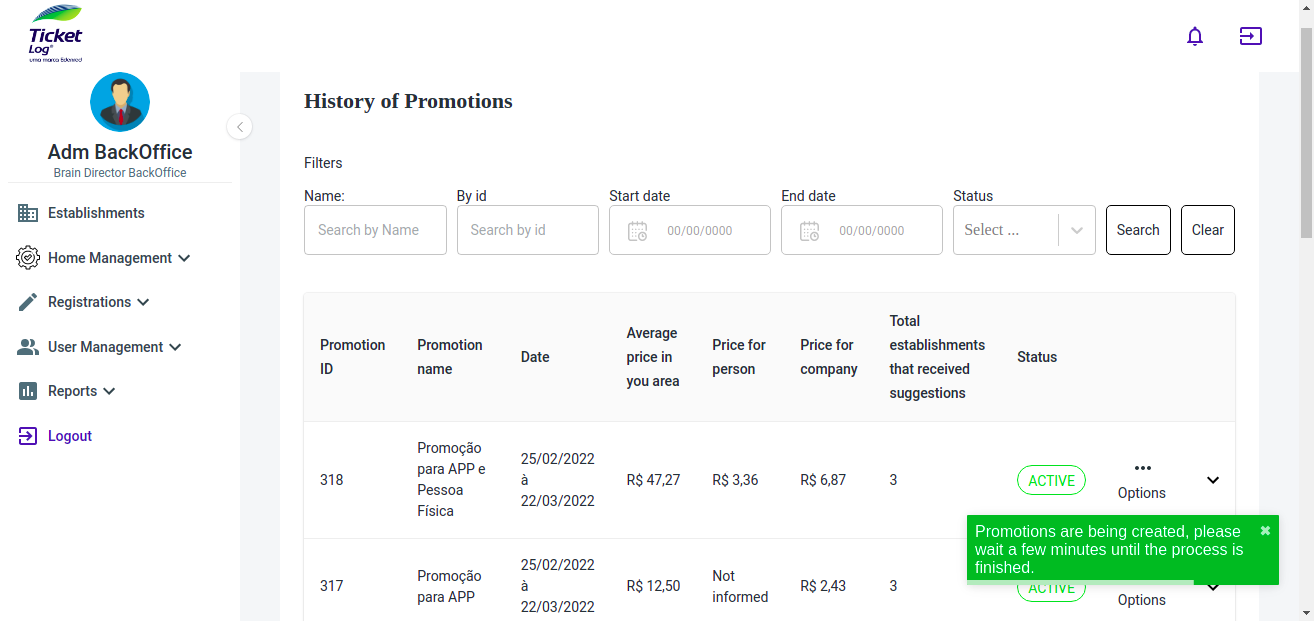 Ticket
Log®
uma marca Edenred
Adm BackOffice
Brain Director BackOffice
Establishments
Home Management
Registrations
User Management
Reports
Logout
History of Promotions
Filters
Name: By id Start date End date Status
Search by Name Search by id 00/00/0000 00/00/0000 Select ... Search Clear
Promotion
ID
Promotion
name
Date
Average
price in
you area
Price for
person
Price for
company
Total
establishments
that received
suggestions
Status
318
Promoção
para APP e
Pessoa
Física
25/02/2022
à
22/03/2022
R$ 47,27
R$ 3,36
R$ 6,87
3
ACTIVE
Options
317
Promoção
para APP
25/02/2022
à
22/03/2022
R$ 12,50
Not
informed
R$ 2,43
3
ACTIVE
Options
Promotions are being created, please
wait a few minutes until the process is
finished.